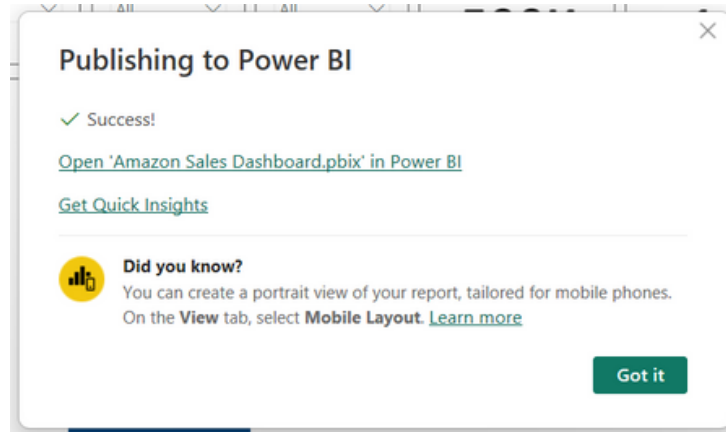 All
All
Publishing to Power BI
Success!
Open 'Amazon Sales Dashboard.pbix' in Power BI
Get Quick Insights
Did you know?
You can create a portrait view of your report, tailored for mobile phones.
On the View tab, select Mobile Layout. Learn more
Got it